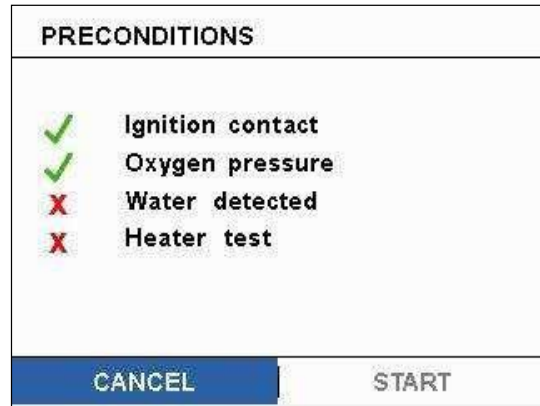 PRECONDITIONS
Ignition contact
Oxygen pressure
Water detected
Heater test
CANCEL START